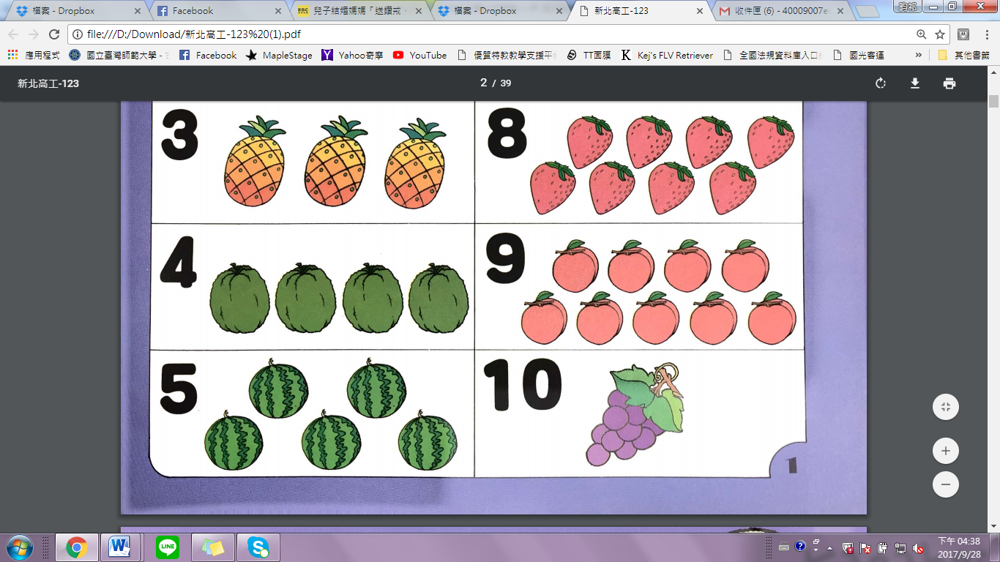 檔案 - Dropbox
Facebook
兒子結婚媽媽「送鑽戒
檔案 - Dropbox
新北高工-123
收件匣 (6) - 40009007e
file:///D:/Download/新北高工-123%20(1).pdf
應用程式 國立臺灣師範大學 - Facebook MapleStage Yahoo奇摩 YouTube 優質特教教學支援平 TT面膜 Kej's FLV Retriever 全國法規資料庫入口 國光客運 » 其他書籤
新北高工-123 2 / 39
3
8
4
9
5
10
1
LINE
下午 04:38
2017/9/28